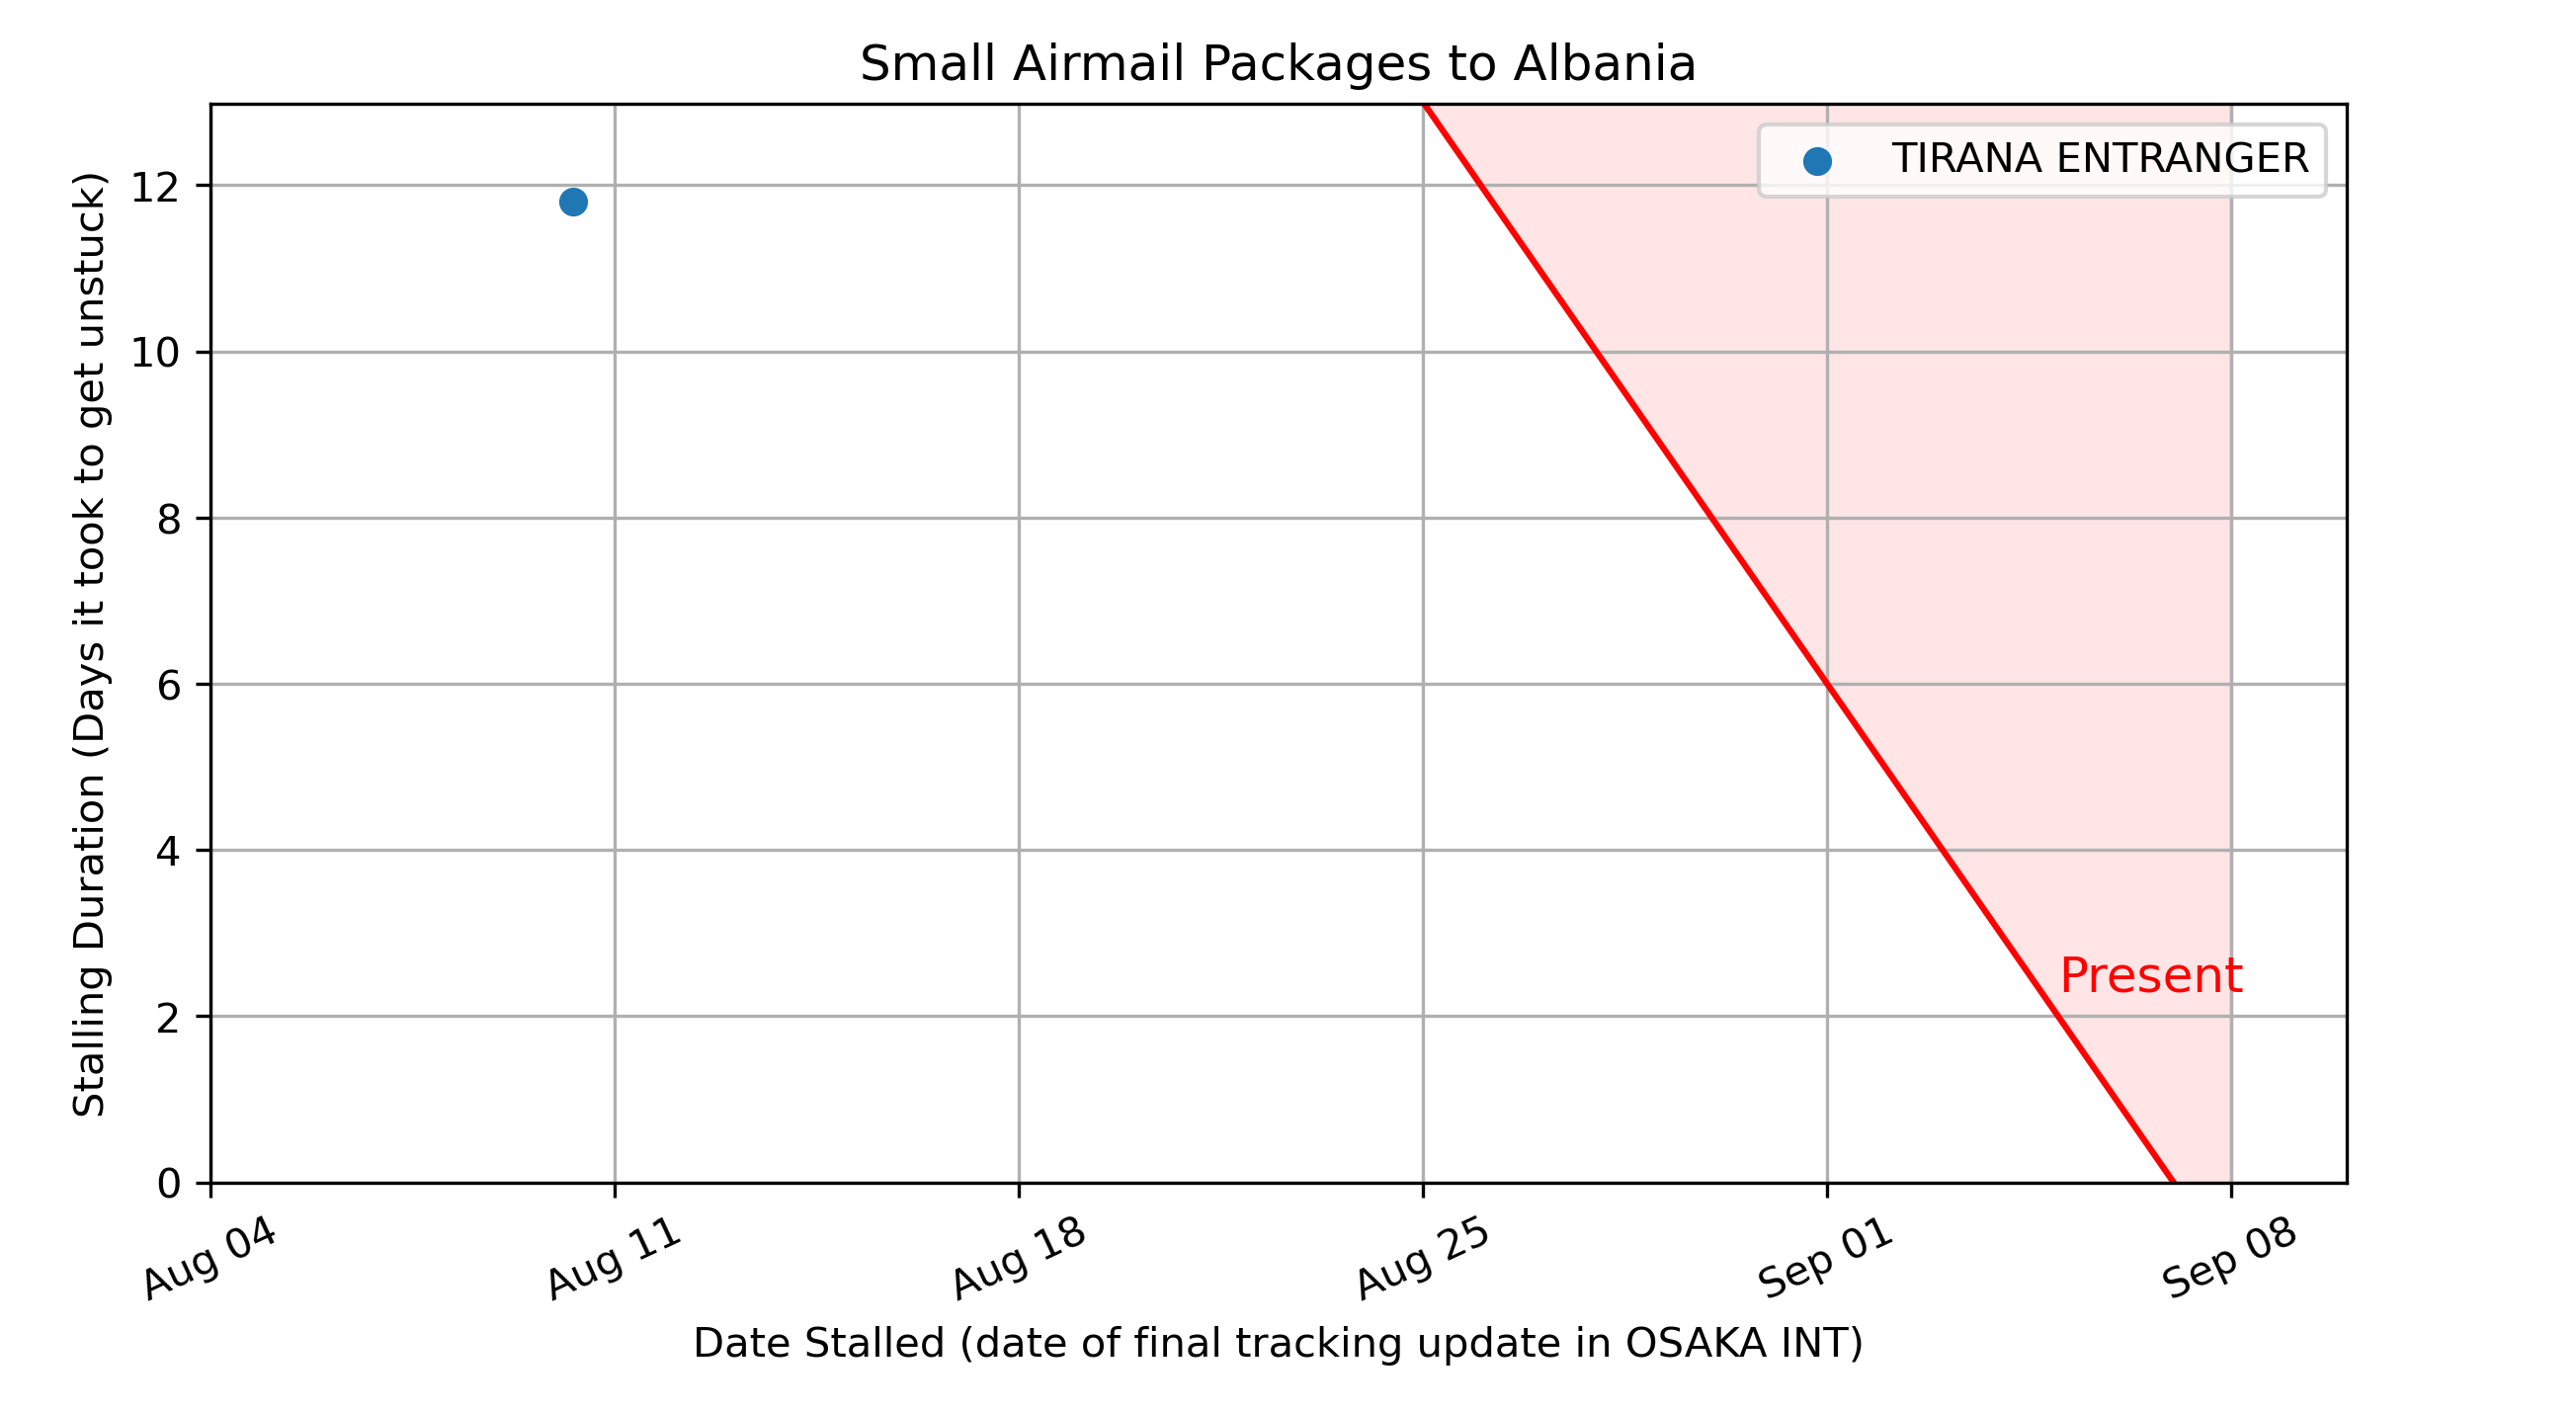 Small Airmail Packages to Albania
TIRANA ENTRANGER
Stalling Duration (Days it took to get unstuck)
12
10
8
6
4
2
0
Present
Aug 04
Aug 11
Aug 18
Aug 25
Sep 01
Sep 08
Date Stalled (date of final tracking update in OSAKA INT)